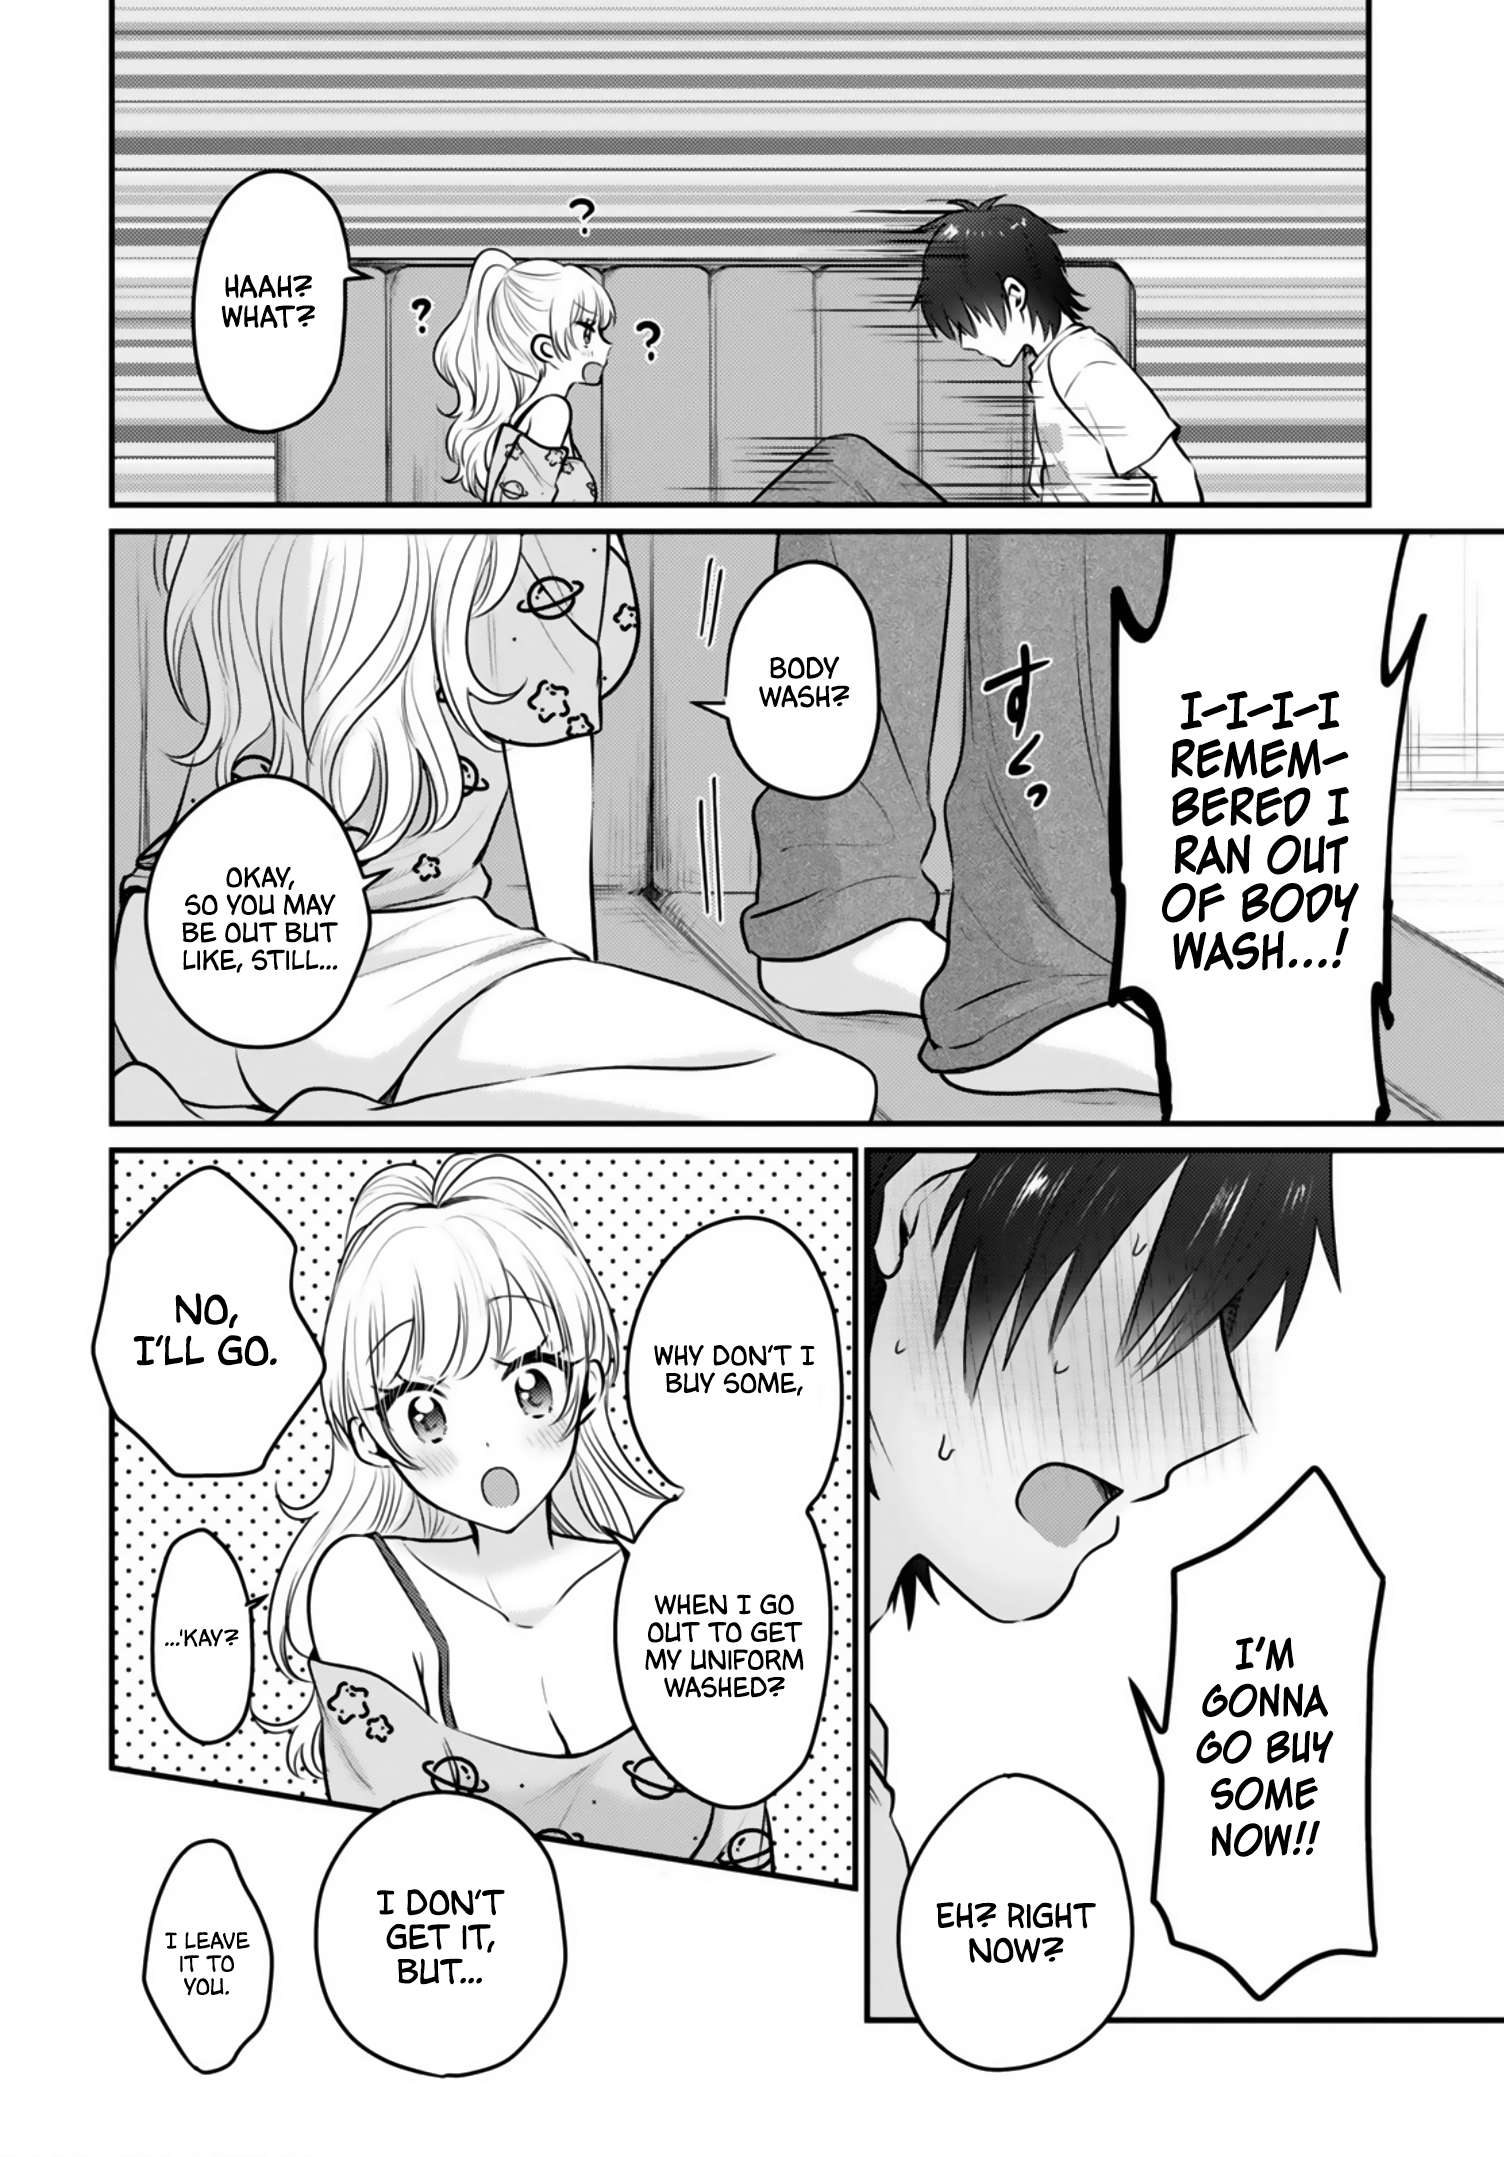 HAAH?
WHAT?
?
?
?
I-I-I-I
REMEM-
BERED I
RAN OUT
OF BODY
WASH...!
すくっ
BODY
WASH?
OKAY,
SO YOU MAY
BE OUT BUT
LIKE, STILL...
I'M
GONNA
GO BUY
SOME
NOW!!
EH? RIGHT
NOW?
WHY DON'T I
BUY SOME,
WHEN I GO
OUT TO GET
MY UNIFORM
WASHED?
NO,
I'LL GO.
...'KAY?
I DON'T
GET IT,
BUT...
I LEAVE
IT TO
YOU.